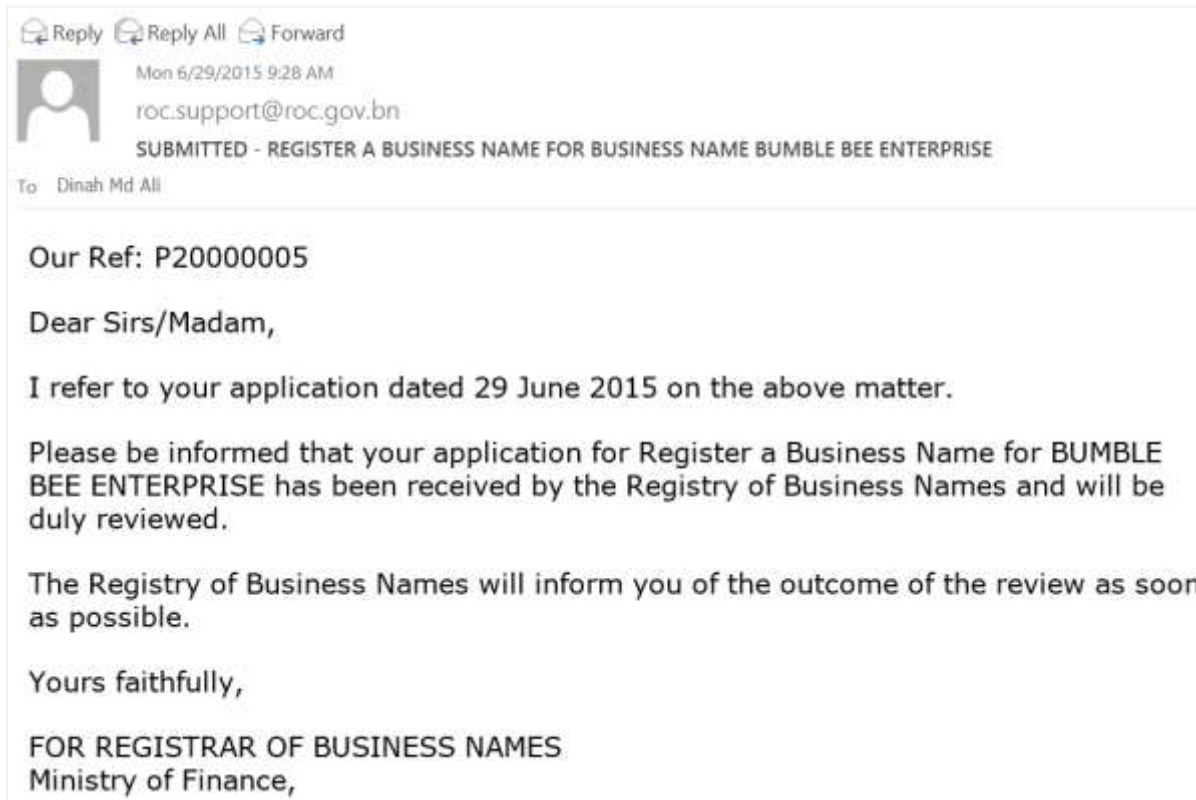 Reply Reply All Forward
Mon 6/29/2015 9:28 AM
roc.support@roc.gov.bn
SUBMITTED - REGISTER A BUSINESS NAME FOR BUSINESS NAME BUMBLE BEE ENTERPRISE
To Dinah Md Ali
Our Ref: P20000005
Dear Sirs/Madam,
I refer to your application dated 29 June 2015 on the above matter.
Please be informed that your application for Register a Business Name for BUMBLE
BEE ENTERPRISE has been received by the Registry of Business Names and will be
duly reviewed.
The Registry of Business Names will inform you of the outcome of the review as soon
as possible.
Yours faithfully,
FOR REGISTRAR OF BUSINESS NAMES
Ministry of Finance,